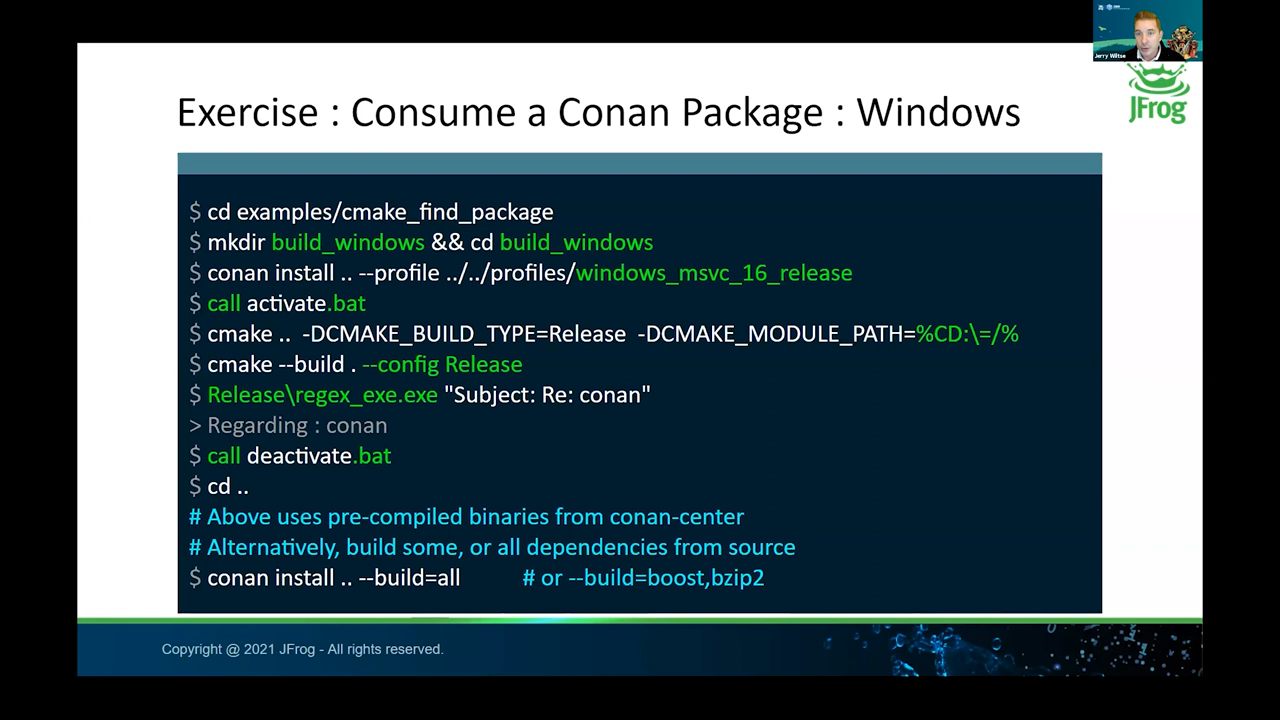 Jerry Wiltse
JFrog
Exercise : Consume a Conan Package : Windows
$ cd examples/cmake_find_package
$ mkdir build_windows && cd build_windows
$ conan install .. --profile ../../profiles/windows_msvc_16_release
$ call activate.bat
$ cmake .. -DCMAKE_BUILD_TYPE=Release -DCMAKE_MODULE_PATH=%CD:\=/%
$ cmake --build . --config Release
$ Release\regex_exe.exe "Subject: Re: conan"
> Regarding : conan
$ call deactivate.bat
$ cd ..
# Above uses pre-compiled binaries from conan-center
# Alternatively, build some, or all dependencies from source
$ conan install .. --build=all # or --build=boost,bzip2
Copyright @ 2021 JFrog - All rights reserved.